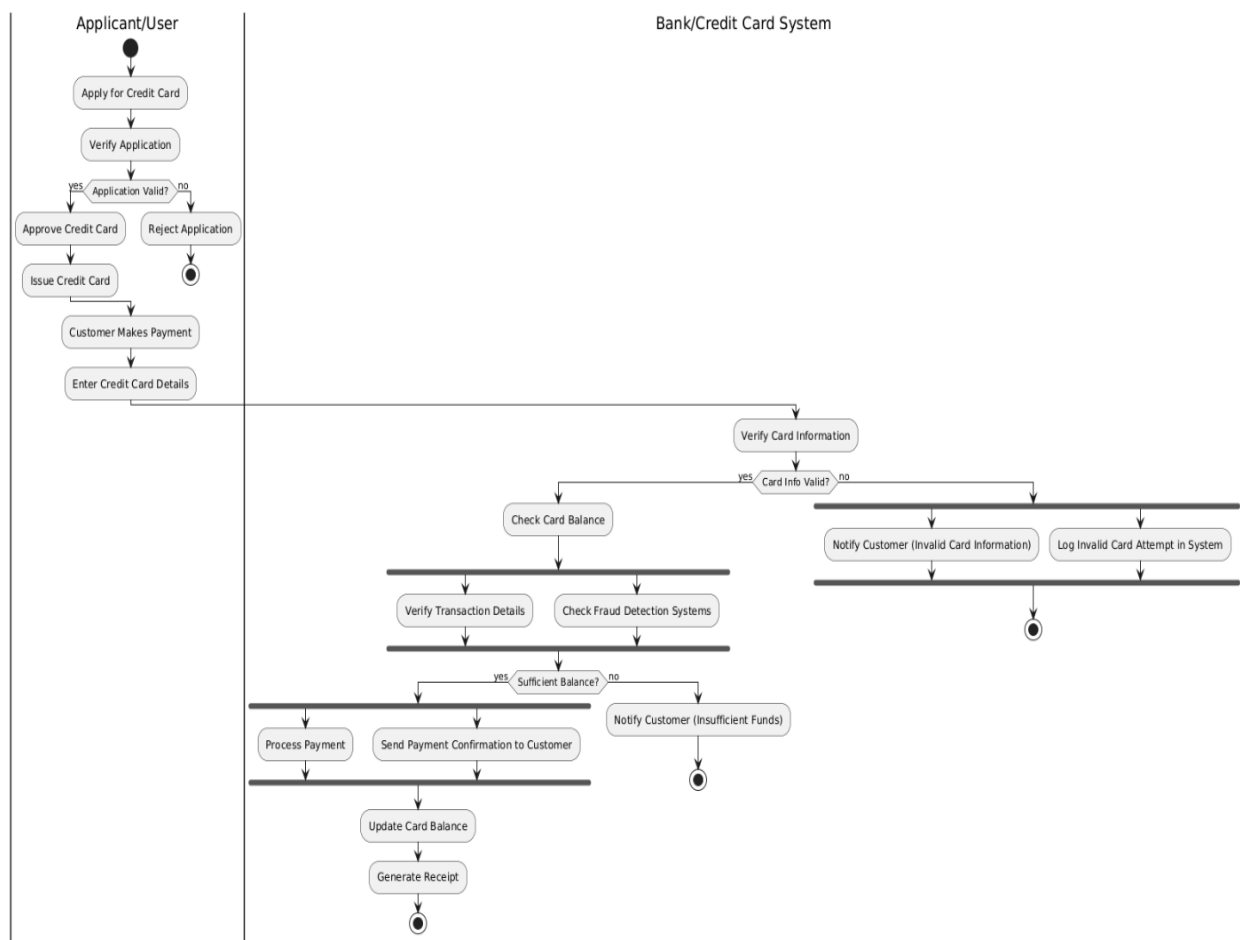 Applicant/User
Bank/Credit Card System
Apply for Credit Card
Verify Application
yes
Application Valid?
no
Approve Credit Card
Reject Application
Issue Credit Card
Customer Makes Payment
Enter Credit Card Details
Verify Card Information
yes
Card Info Valid?
no
Check Card Balance
Notify Customer (Invalid Card Information)
Log Invalid Card Attempt in System
Verify Transaction Details
Check Fraud Detection Systems
yes
Sufficient Balance?
no
Process Payment
Send Payment Confirmation to Customer
Notify Customer (Insufficient Funds)
Update Card Balance
Generate Receipt